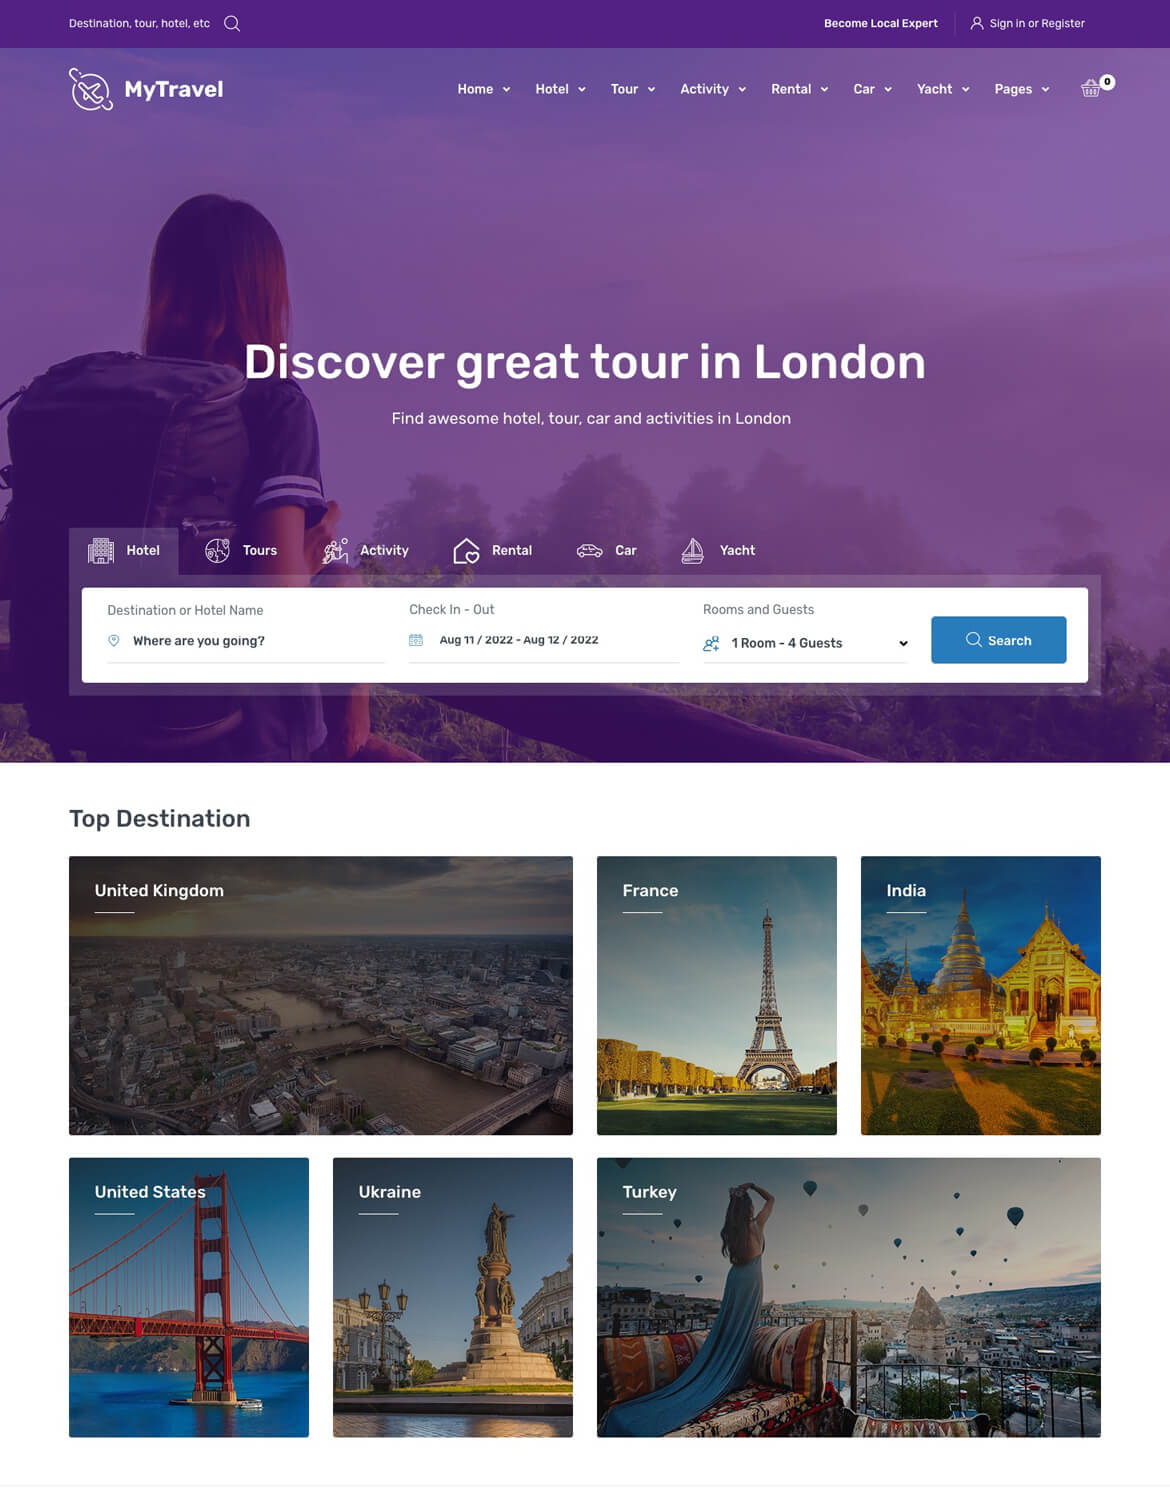 Destination, tour, hotel, etc
Become Local Expert
Sign in or Register
MyTravel
Home Hotel Tour Activity Rental Car Yacht Pages 0
Discover great tour in London
Find awesome hotel, tour, car and activities in London
Hotel Tours Activity Rental Car Yacht
Destination or Hotel Name
Where are you going?
Check In - Out
Aug 11 / 2022 - Aug 12 / 2022
Rooms and Guests
1 Room - 4 Guests
Search
Top Destination
United Kingdom
France
India
United States
Ukraine
Turkey